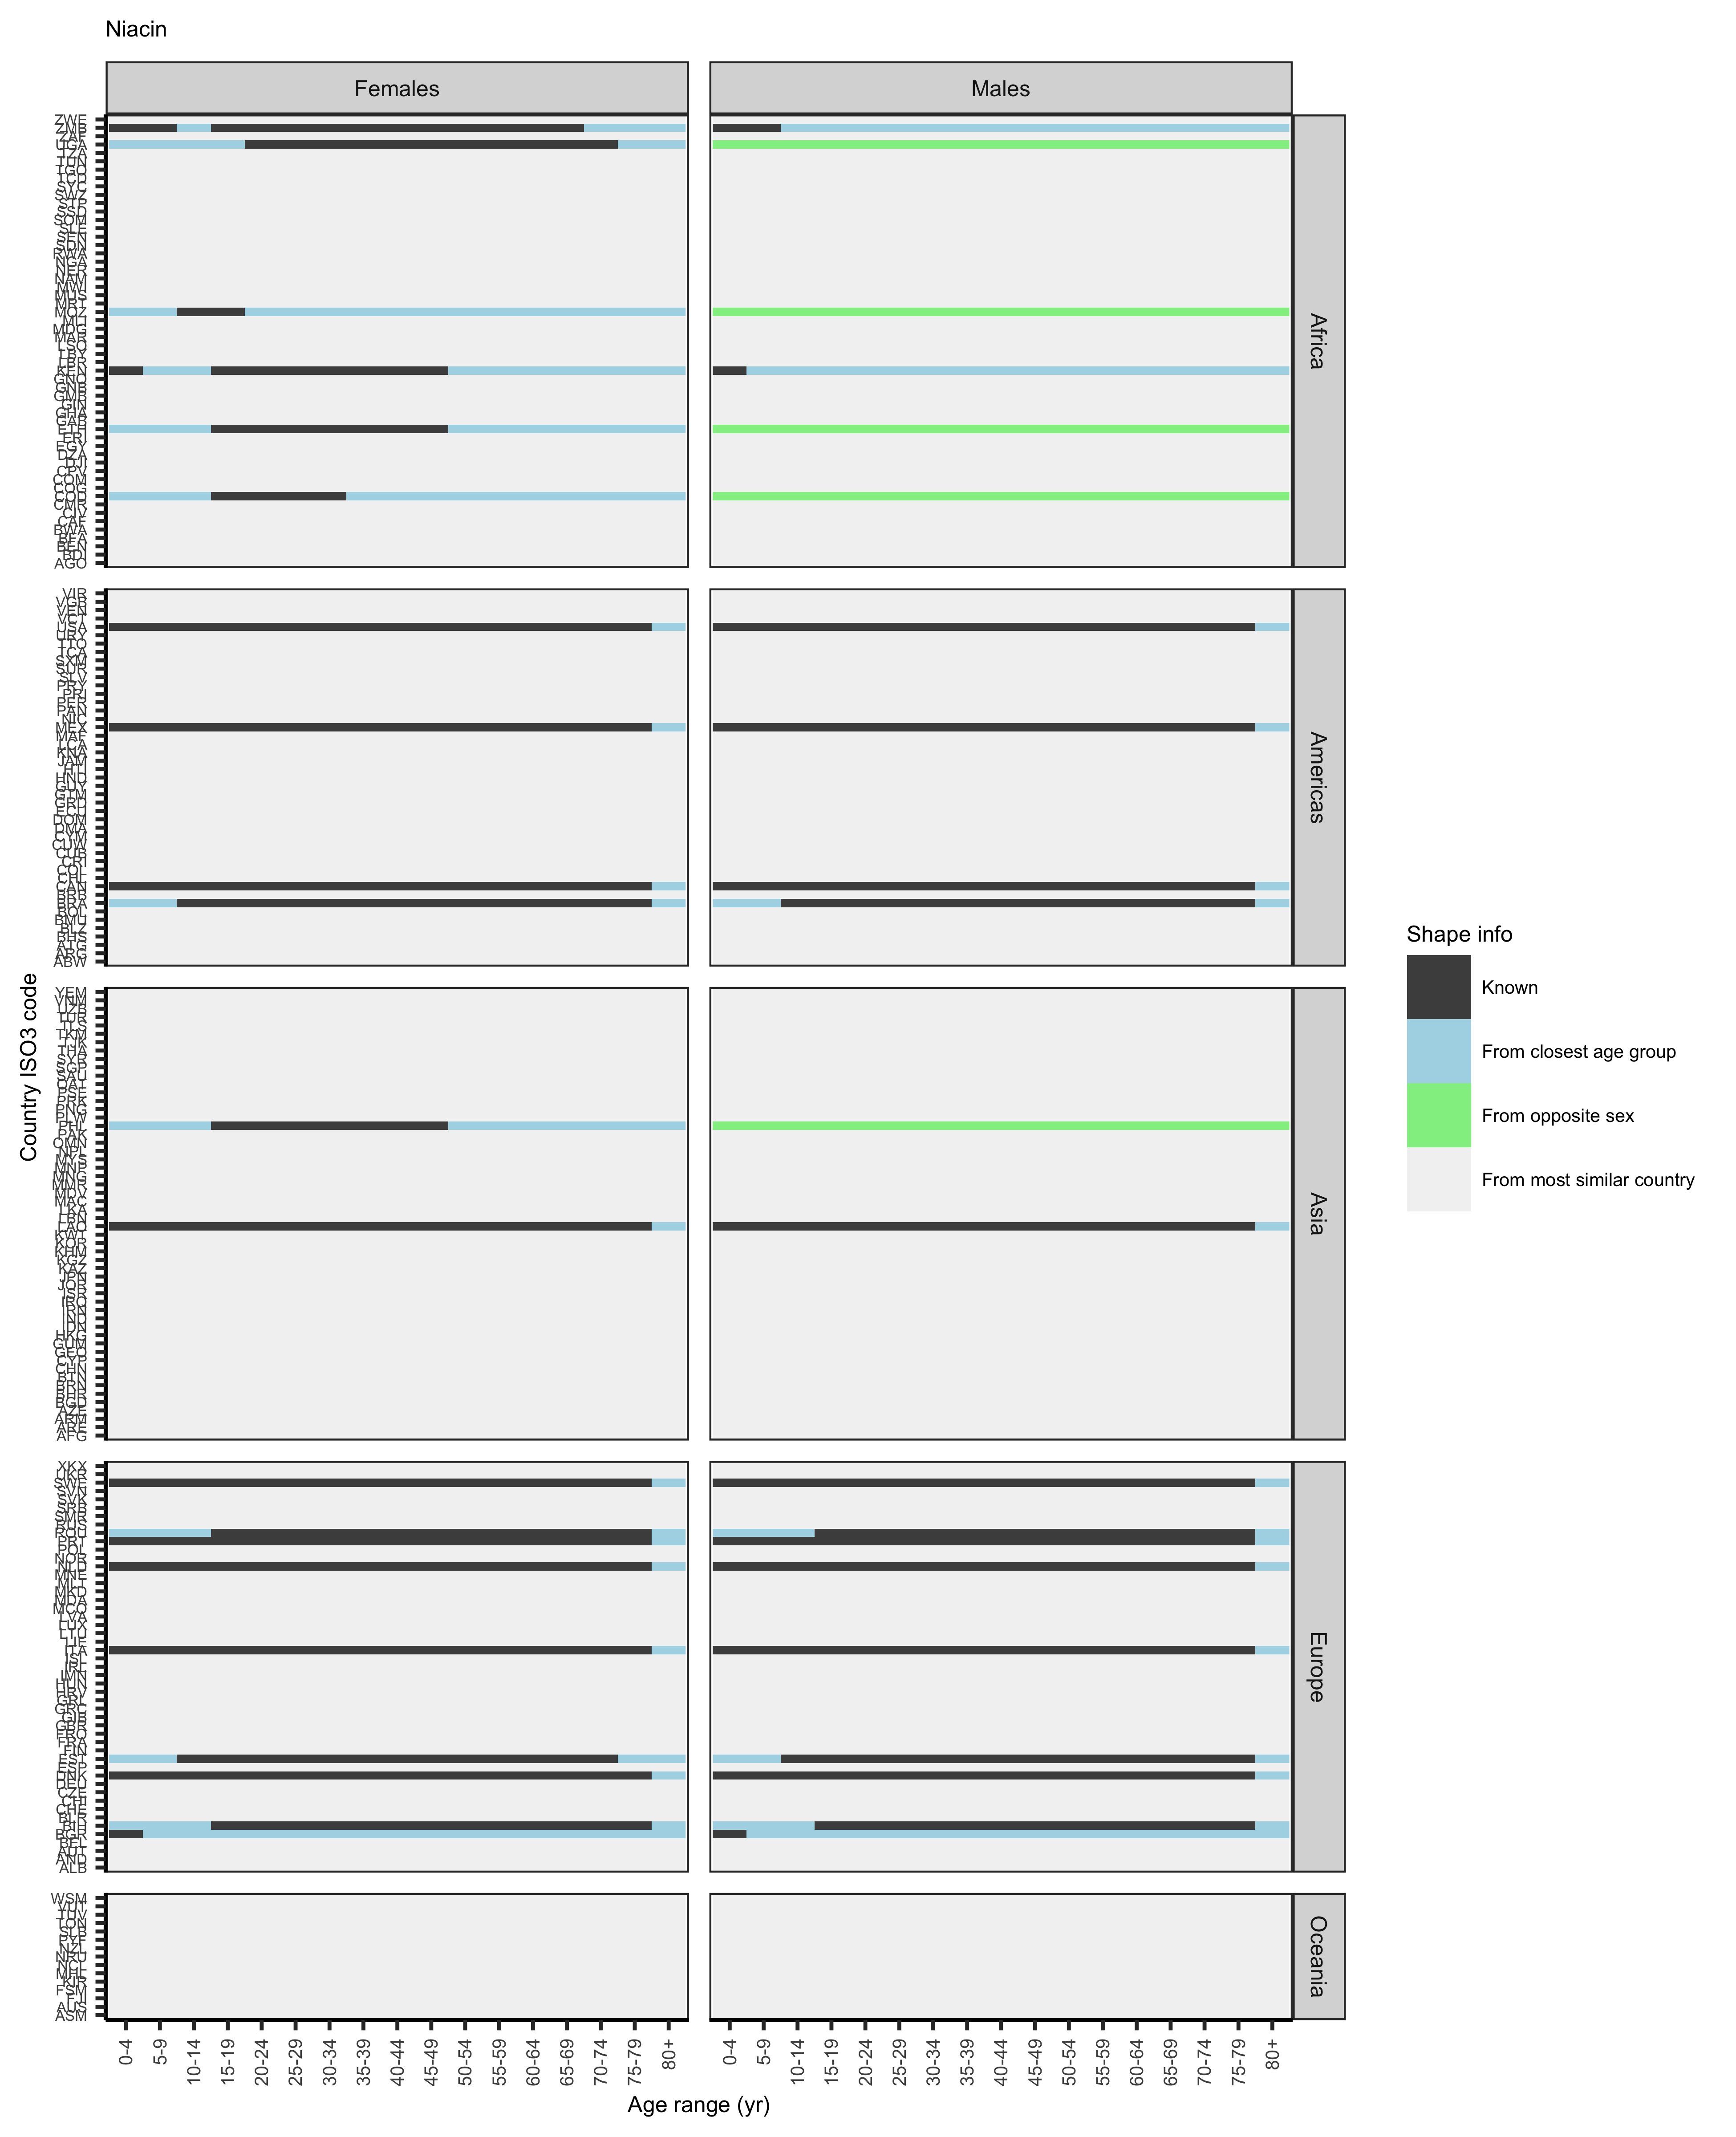 Niacin
Females
Males
ZWE
ZMB
ZAF
UGA
TZA
TUN
TGO
TCD
SYC
SWZ
STP
SSD
SOM
SLE
SEN
SDN
RWA
NGA
NER
NAM
MWI
MUS
MRT
MOZ
MLI
MDG
MAR
LSO
LBY
LBR
KEN
GNQ
GNB
GMB
GIN
GHA
GAB
ETH
ERI
EGY
DZA
DJI
CPV
COM
COG
COD
CMR
CIV
CAF
BWA
BFA
BEN
BDI
AGO
Africa
VIR
VGB
VEN
VCT
USA
URY
TTO
TCA
SXM
SUR
SLV
PRY
PRI
PER
PAN
NIC
MEX
MAF
LCA
KNA
JAM
HTI
HND
GUY
GTM
GRD
ECU
DOM
DMA
CYM
CUW
CUB
CRI
COL
CHL
CAN
BRB
BRA
BOL
BMU
BLZ
BHS
ATG
ARG
ABW
Americas
YEM
VNM
UZB
TUR
TLS
TKM
TJK
THA
SYR
SGP
SAU
QAT
PSE
PRK
PNG
PLW
PHL
PAK
OMN
NPL
MYS
MNP
MNG
MMR
MDV
MAC
LKA
LBN
LAO
KWT
KOR
KHM
KGZ
KAZ
JPN
JOR
ISR
IRQ
IRN
IND
IDN
HKG
GUM
GEO
CYP
CHN
BTN
BRN
BHR
BGD
AZE
ARM
ARE
AFG
Asia
XKX
UKR
SWE
SVN
SVK
SRB
SMR
RUS
ROU
PRT
POL
NOR
NLD
MNE
MLT
MKD
MDA
MCO
LVA
LUX
LTU
LIE
ITA
ISL
IRL
IMN
HUN
HRV
GRL
GRC
GIB
GBR
FRO
FRA
FIN
EST
ESP
DNK
DEU
CZE
CHI
CHE
BLR
BIH
BGR
BEL
AUT
AND
ALB
Europe
WSM
VUT
TUV
TON
SLB
PYF
NZL
NRU
NCL
MHL
KIR
FSM
FJI
AUS
ASM
Oceania
Country ISO3 code
0-4
5-9
10-14
15-19
20-24
25-29
30-34
35-39
40-44
45-49
50-54
55-59
60-64
65-69
70-74
75-79
80+
0-4
5-9
10-14
15-19
20-24
25-29
30-34
35-39
40-44
45-49
50-54
55-59
60-64
65-69
70-74
75-79
80+
Age range (yr)
Shape info
Known
From closest age group
From opposite sex
From most similar country